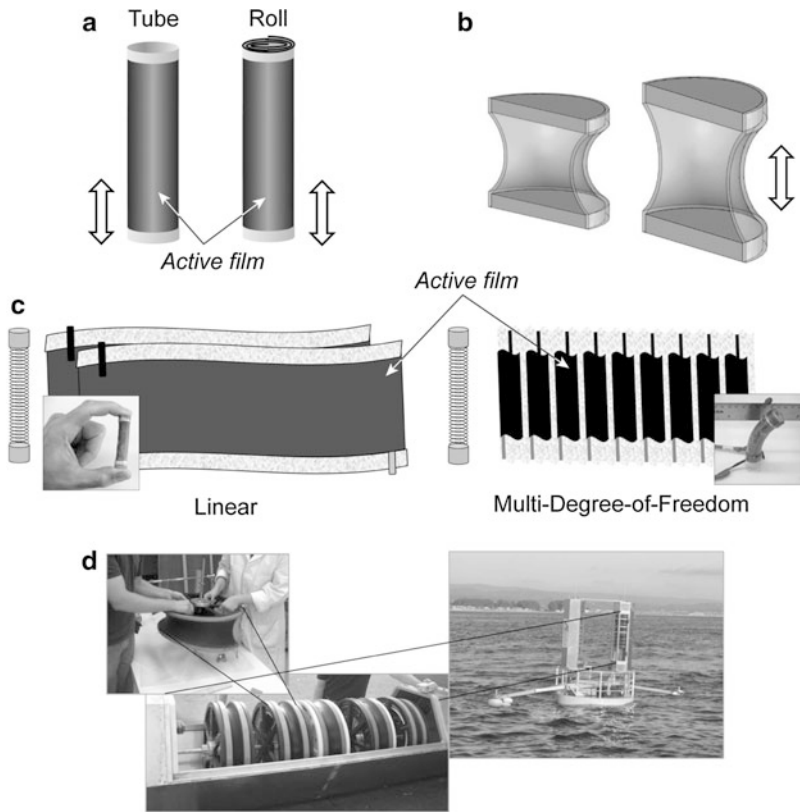 a
Tube
Roll
Active film
b
c
Active film
Linear
Multi-Degree-of-Freedom
d